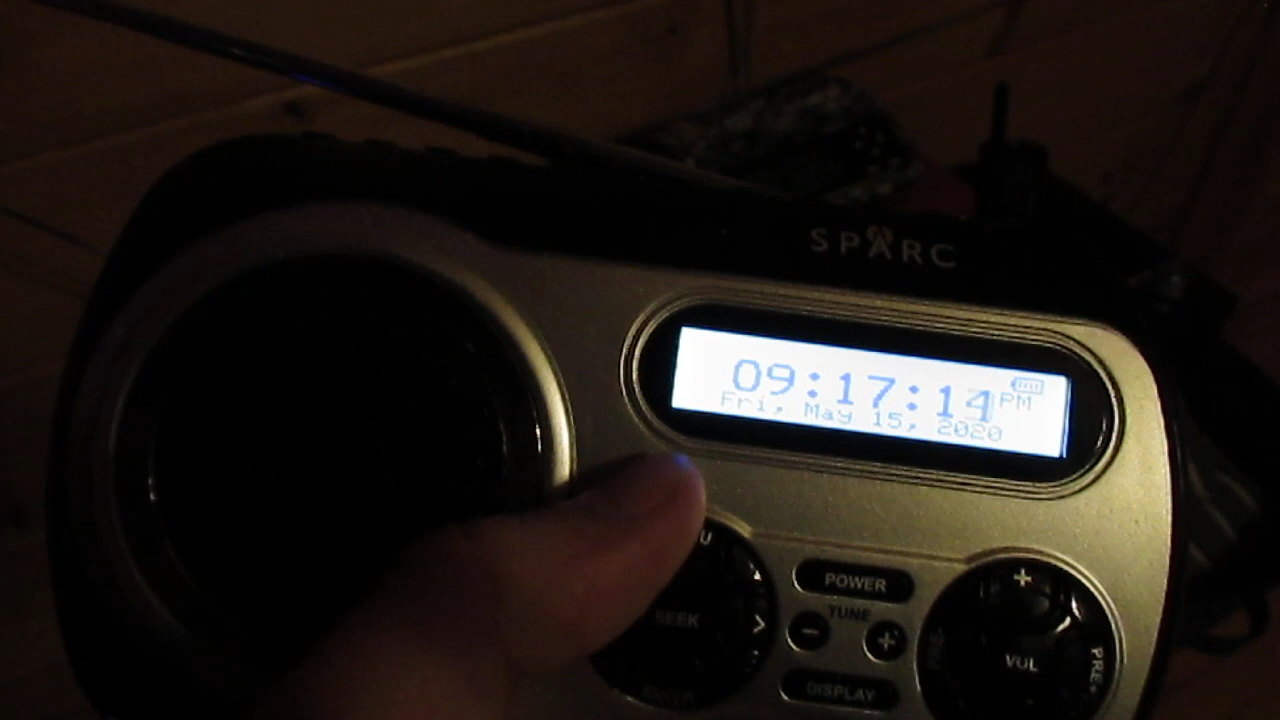 SPARC
09:17:14 PM
Fri, May 15, 2020
U
POWER
SEEK
TUNE
+
VOL
PRE+
DISPLAY